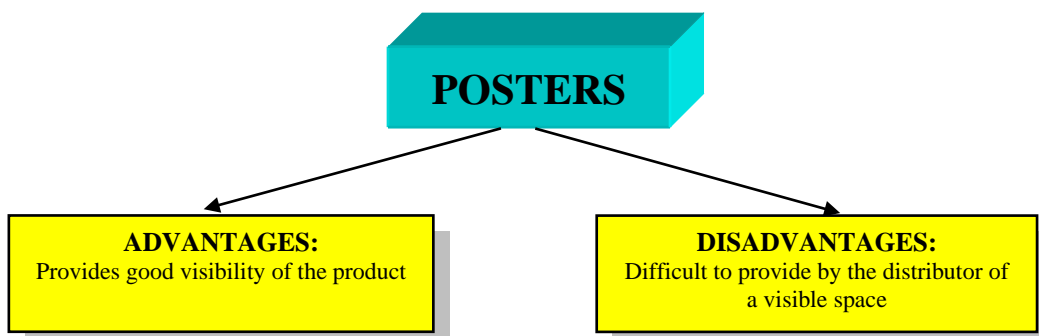 POSTERS
ADVANTAGES:
Provides good visibility of the product
DISADVANTAGES:
Difficult to provide by the distributor of
a visible space